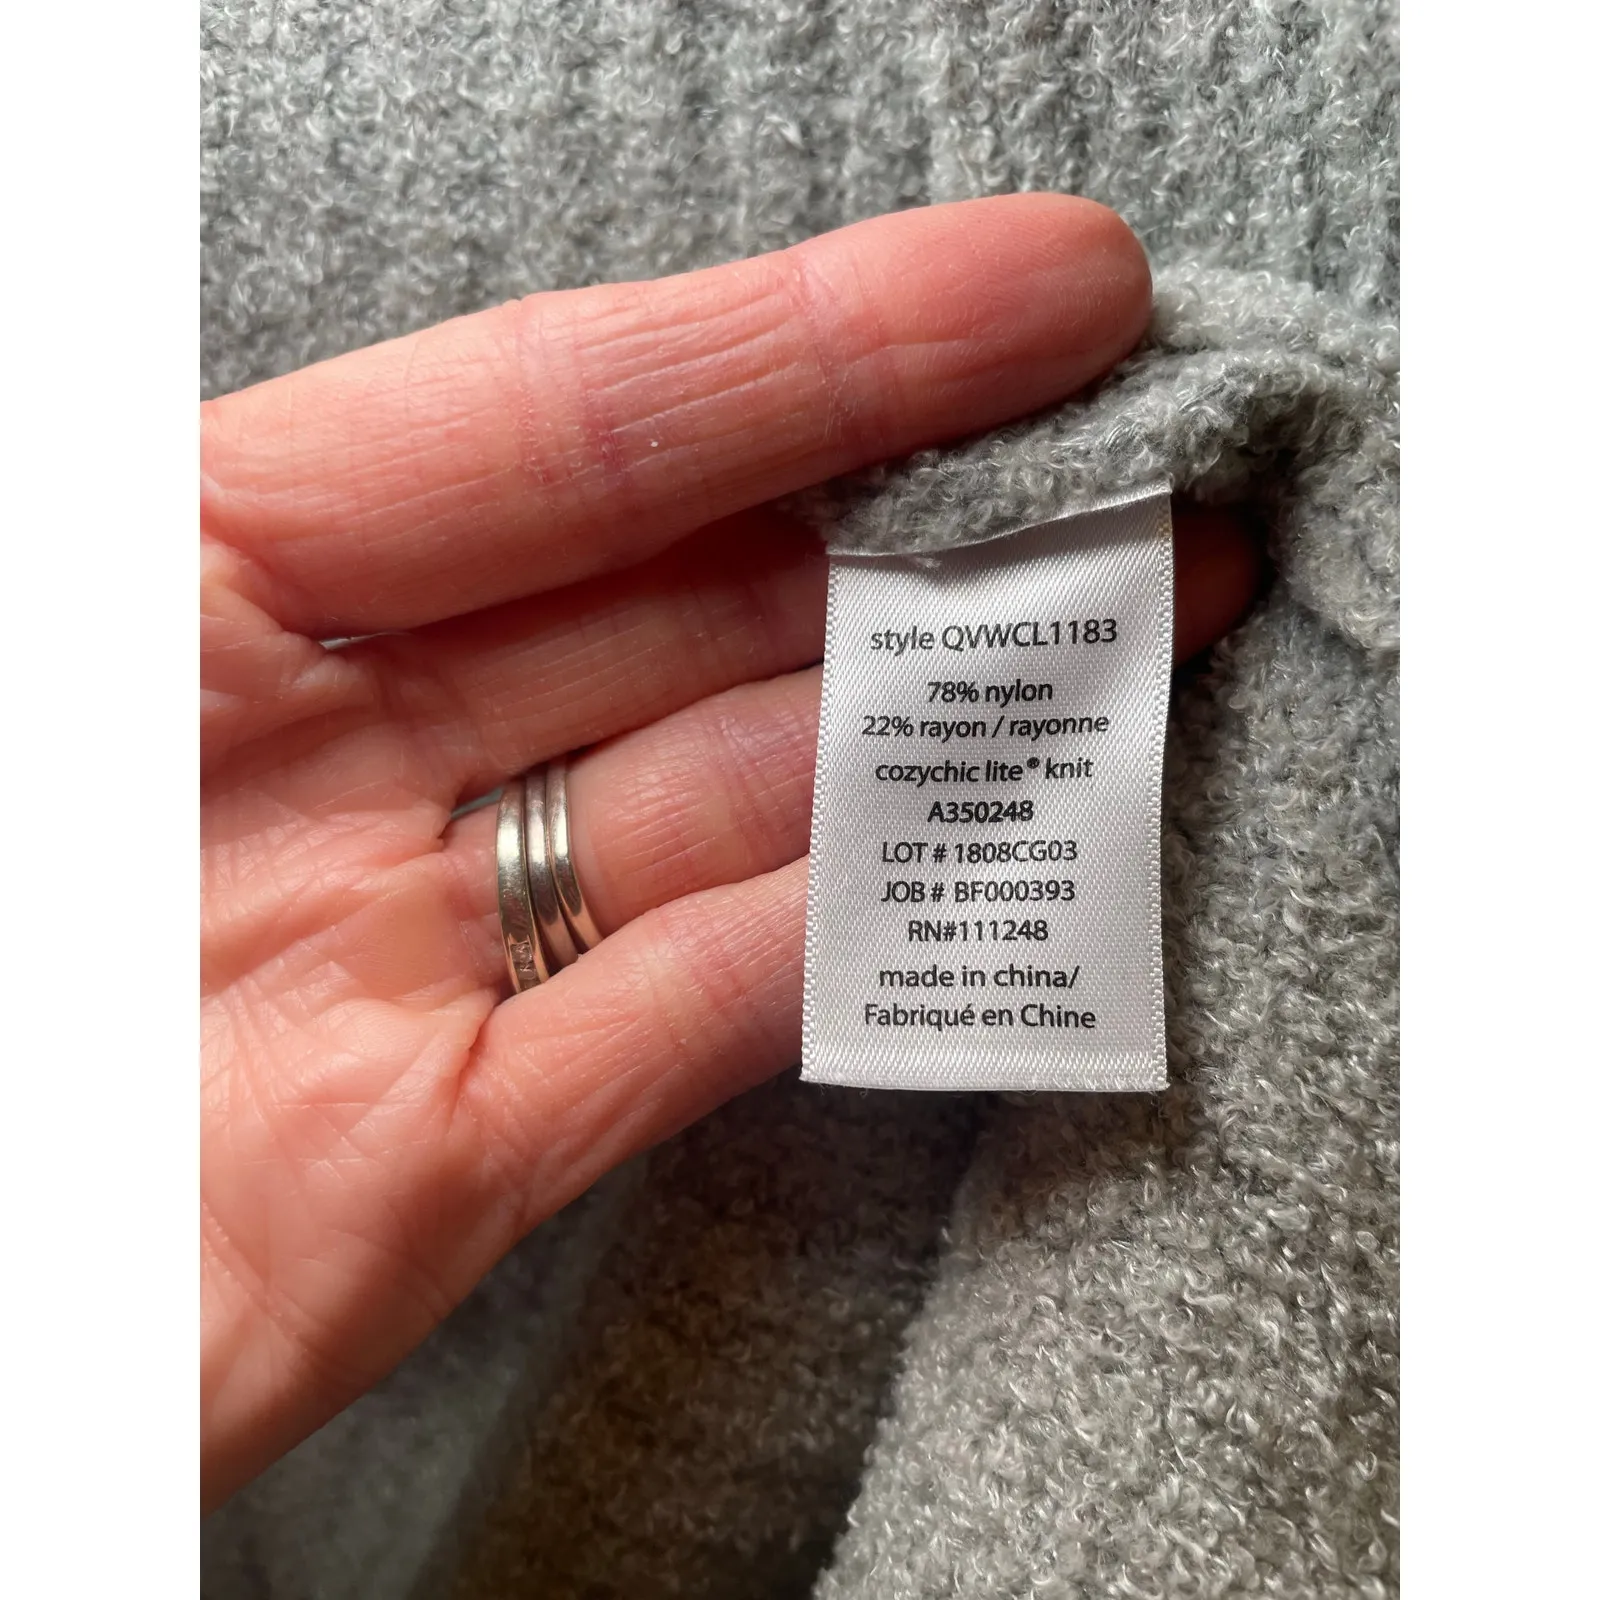 style QVWCL1183
78% nylon
22% rayon / rayonne
cozychic lite® knit
A350248
LOT # 1808CG03
JOB # BF000393
RN#111248
made in china/
Fabriqué en Chine